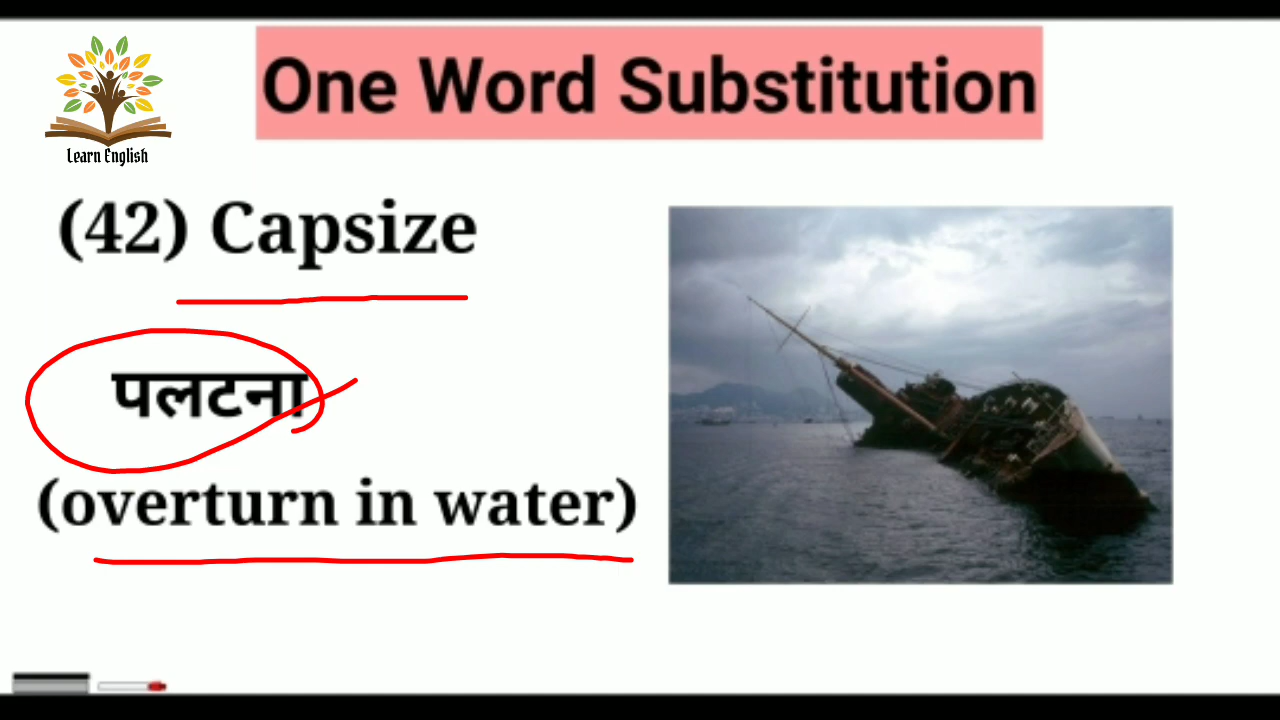 Learn English
One Word Substitution
(42) Capsize
पलटना
(overturn in water)